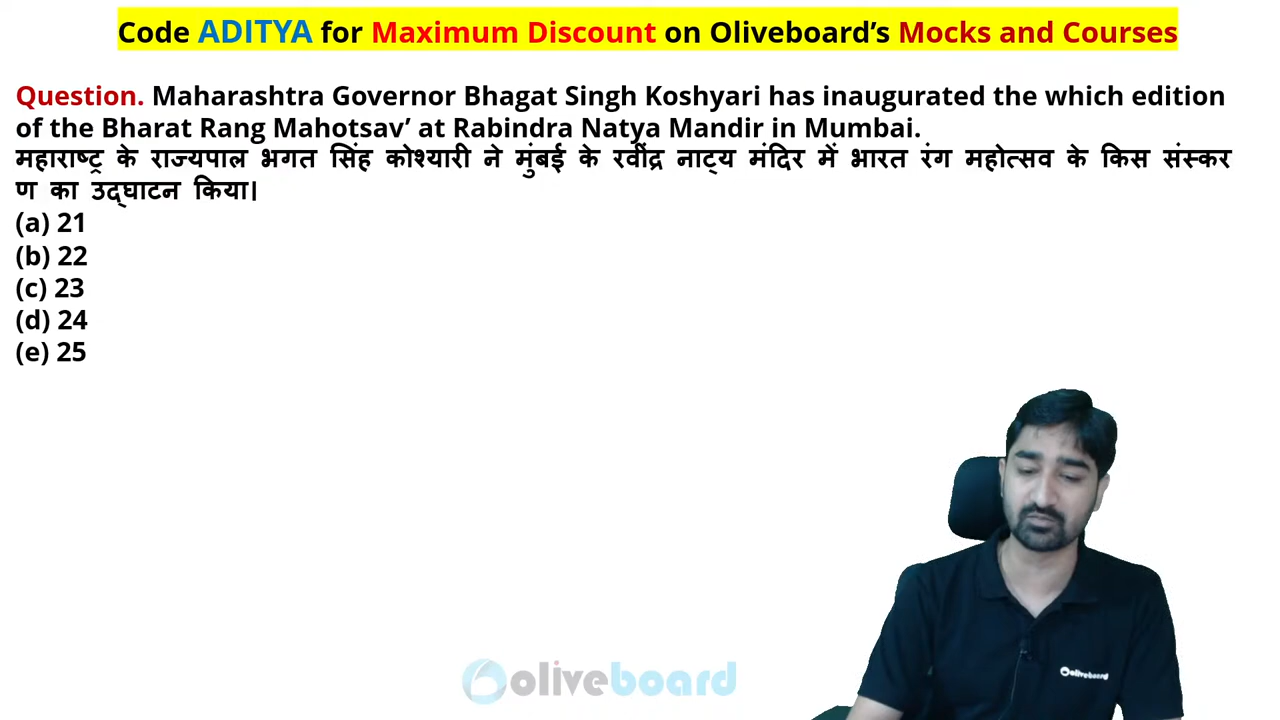 Code ADITYA for Maximum Discount on Oliveboard’s Mocks and Courses
Question. Maharashtra Governor Bhagat Singh Koshyari has inaugurated the which edition
of the Bharat Rang Mahotsav’ at Rabindra Natya Mandir in Mumbai.
महाराष्ट्र के राज्यपाल भगत सिंह कोश्यारी ने मुंबई के रवींद्र नाट्य मंदिर में भारत रंग महोत्सव के किस संस्कर
ण का उद्घाटन किया।
(a) 21
(b) 22
(c) 23
(d) 24
(e) 25
oliveboard
oliveboard